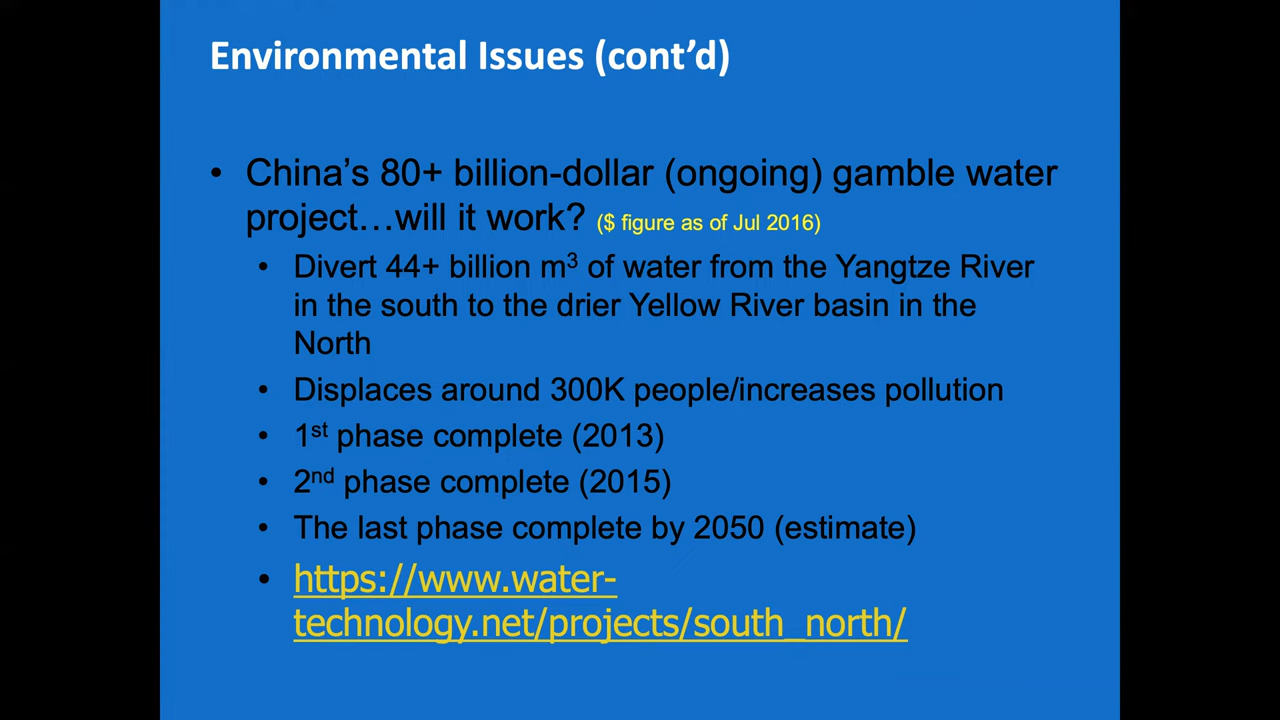 Environmental Issues (cont’d)
• China’s 80+ billion-dollar (ongoing) gamble water
project…will it work? ($ figure as of Jul 2016)
• Divert 44+ billion m³ of water from the Yangtze River
in the south to the drier Yellow River basin in the
North
• Displaces around 300K people/increases pollution
• 1st phase complete (2013)
• 2nd phase complete (2015)
• The last phase complete by 2050 (estimate)
• https://www.water-
technology.net/projects/south_north/